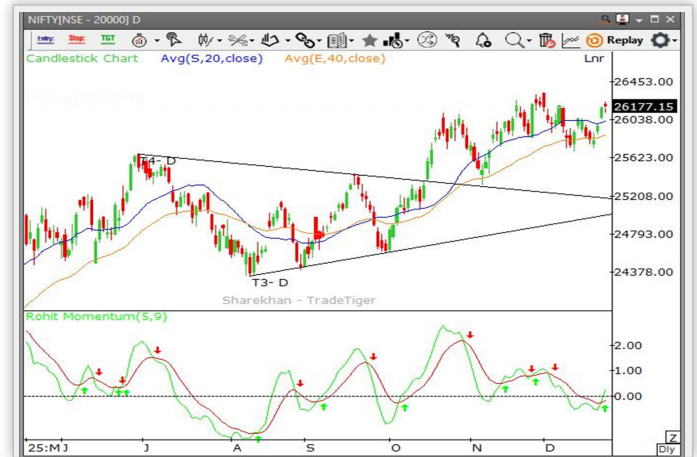 NIFTY[NSE - 20000] D
Entry: Stop: TGT Replay
Candlestick Chart Avg(S,20,close) Avg(E,40,close) Lnr
26453.00
26177.15
26038.00
T4- D
25623.00
25208.00
24793.00
24378.00
T3- D
Sharekhan - TradeTiger
Rohit Momentum(5,9)
2.00
1.00
0.00
Z
25:MJ J A S O N D Dly